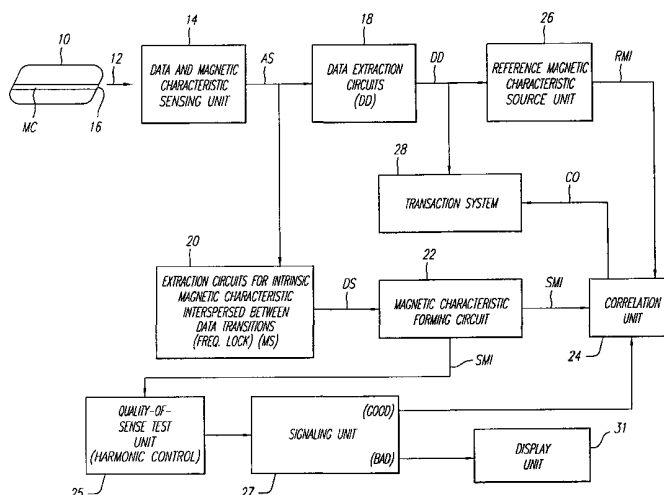 10
12
MC
16
14
DATA AND MAGNETIC
CHARACTERISTIC
SENSING UNIT
AS
18
DATA EXTRACTION
CIRCUITS
(DD)
DD
26
REFERENCE MAGNETIC
CHARACTERISTIC
SOURCE UNIT
RMI
28
TRANSACTION SYSTEM
CO
20
EXTRACTION CIRCUITS FOR INTRINSIC
MAGNETIC CHARACTERISTIC
INTERSPERSED BETWEEN
DATA TRANSITIONS
(FREQ. LOCK) (MS)
DS
22
MAGNETIC CHARACTERISTIC
FORMING CIRCUIT
SMI
CORRELATION
UNIT
24
SMI
QUALITY-OF-
SENSE TEST
UNIT
(HARMONIC CONTROL)
25
SIGNALING UNIT
(GOOD)
(BAD)
27
DISPLAY
UNIT
31